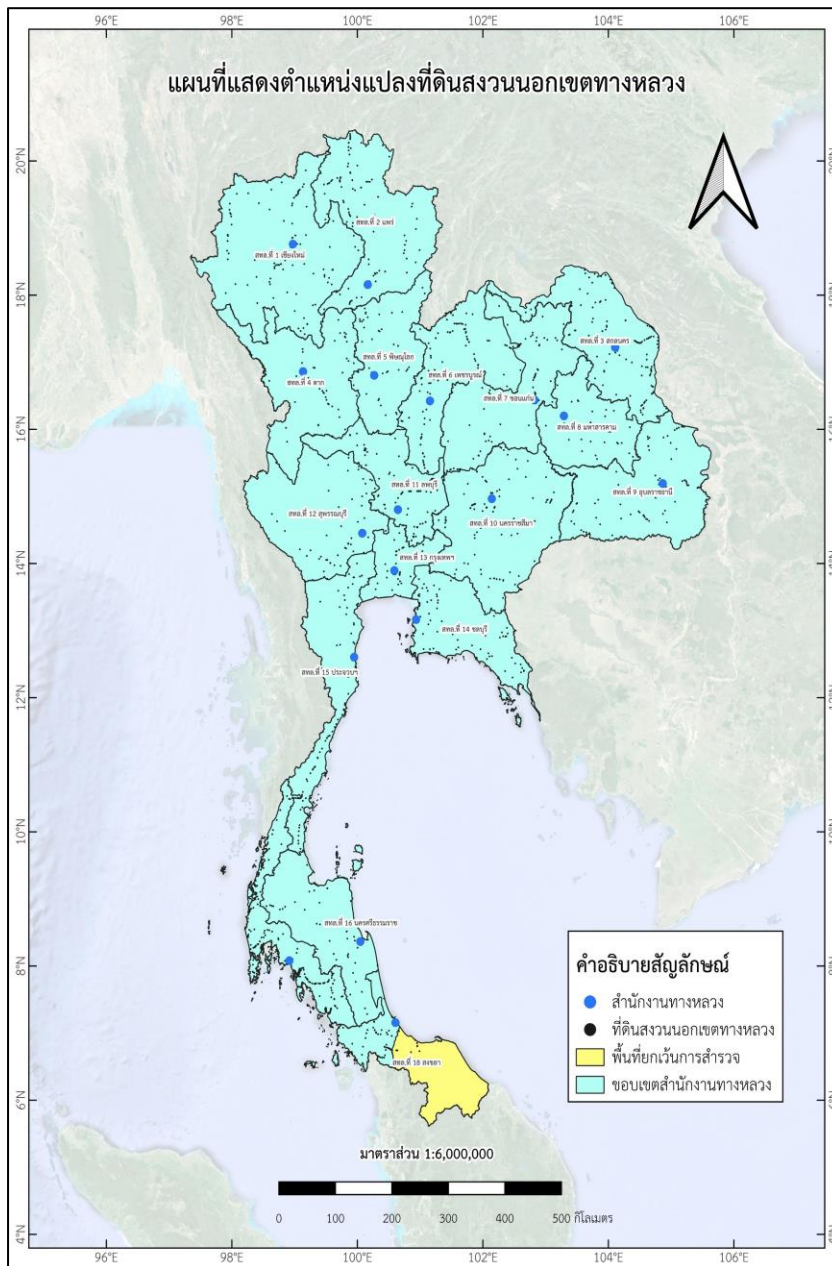 96°E 98°E 100°E 102°E 104°E 106°E
แผนที่แสดงตำแหน่งแปลงที่ดินสงวนนอกเขตทางหลวง
20°N 20°N
สทล.ที่ 2 แพร่
สทล.ที่ 1 เชียงใหม่
18°N 18°N
สทล.ที่ 3 สกลนคร
สทล.ที่ 5 พิษณุโลก
สทล.ที่ 6 เพชรบูรณ์
สทล.ที่ 4 ตาก
สทล.ที่ 7 ขอนแก่น
สทล.ที่ 8 มหาสารคาม
16°N 16°N
สทล.ที่ 11 ลพบุรี
สทล.ที่ 9 อุบลราชธานี
สทล.ที่ 12 สุพรรณบุรี
สทล.ที่ 10 นครราชสีมา
สทล.ที่ 13 กรุงเทพฯ
14°N 14°N
สทล.ที่ 14 ชลบุรี
สทล.ที่ 15 ประจวบฯ
12°N 12°N
10°N 10°N
สทล.ที่ 16 นครศรีธรรมราช
8°N 8°N
คำอธิบายสัญลักษณ์
สำนักงานทางหลวง
ที่ดินสงวนนอกเขตทางหลวง
พื้นที่ยกเว้นการสำรวจ
ขอบเขตสำนักงานทางหลวง
สทล.ที่ 18 สงขลา
6°N 6°N
มาตราส่วน 1:6,000,000
0 100 200 300 400 500 กิโลเมตร
4°N 4°N
96°E 98°E 100°E 102°E 104°E 106°E